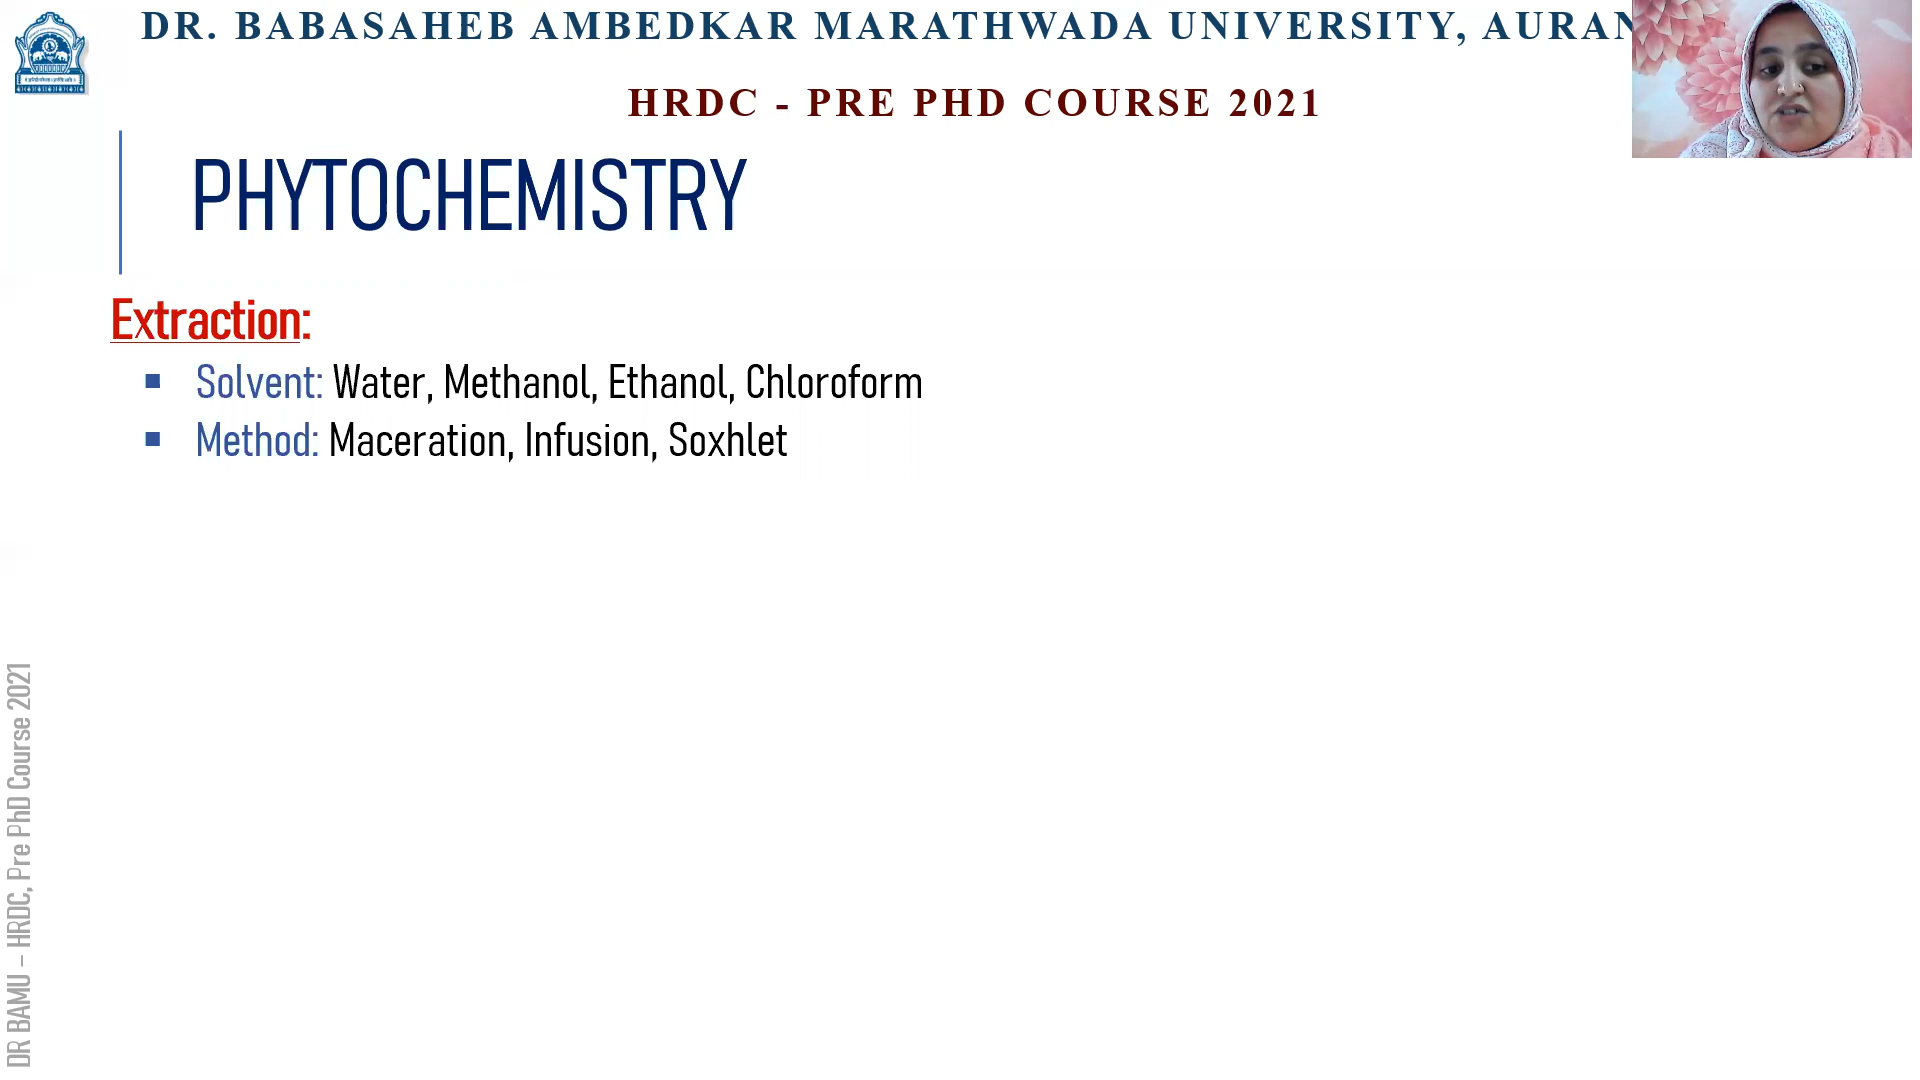 DR. BABASAHEB AMBEDKAR MARATHWADA UNIVERSITY, AURAN
HRDC - PRE PHD COURSE 2021
PHYTOCHEMISTRY
Extraction:
▪ Solvent: Water, Methanol, Ethanol, Chloroform
▪ Method: Maceration, Infusion, Soxhlet
DR BAMU – HRDC, Pre PhD Course 2021